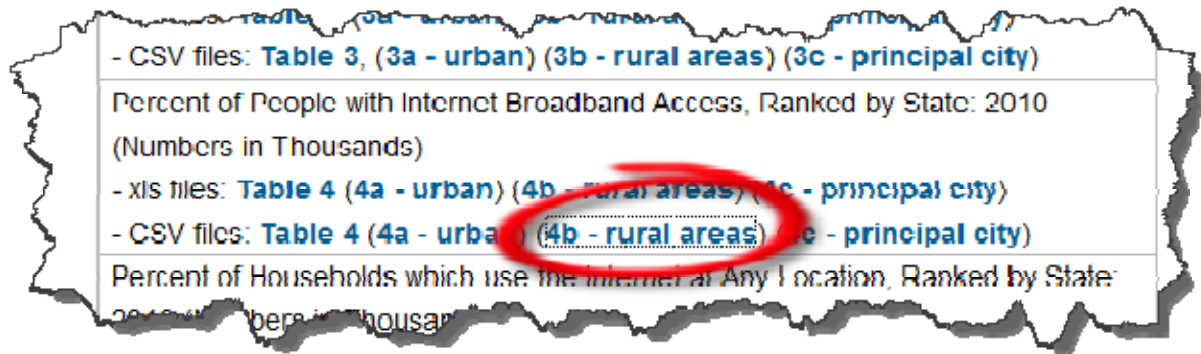 - CSV files: Table 3, (3a - urban) (3b - rural areas) (3c - principal city)
Percent of People with Internet Broadband Access, Ranked by State: 2010
(Numbers in Thousands)
- xls files: Table 4 (4a - urban) (4b - rural areas) (4c - principal city)
- CSV files: Table 4 (4a - urba ) (4b - rural areas) ( - principal city)
Percent of Households which use the Internet at Any Location, Ranked by State: